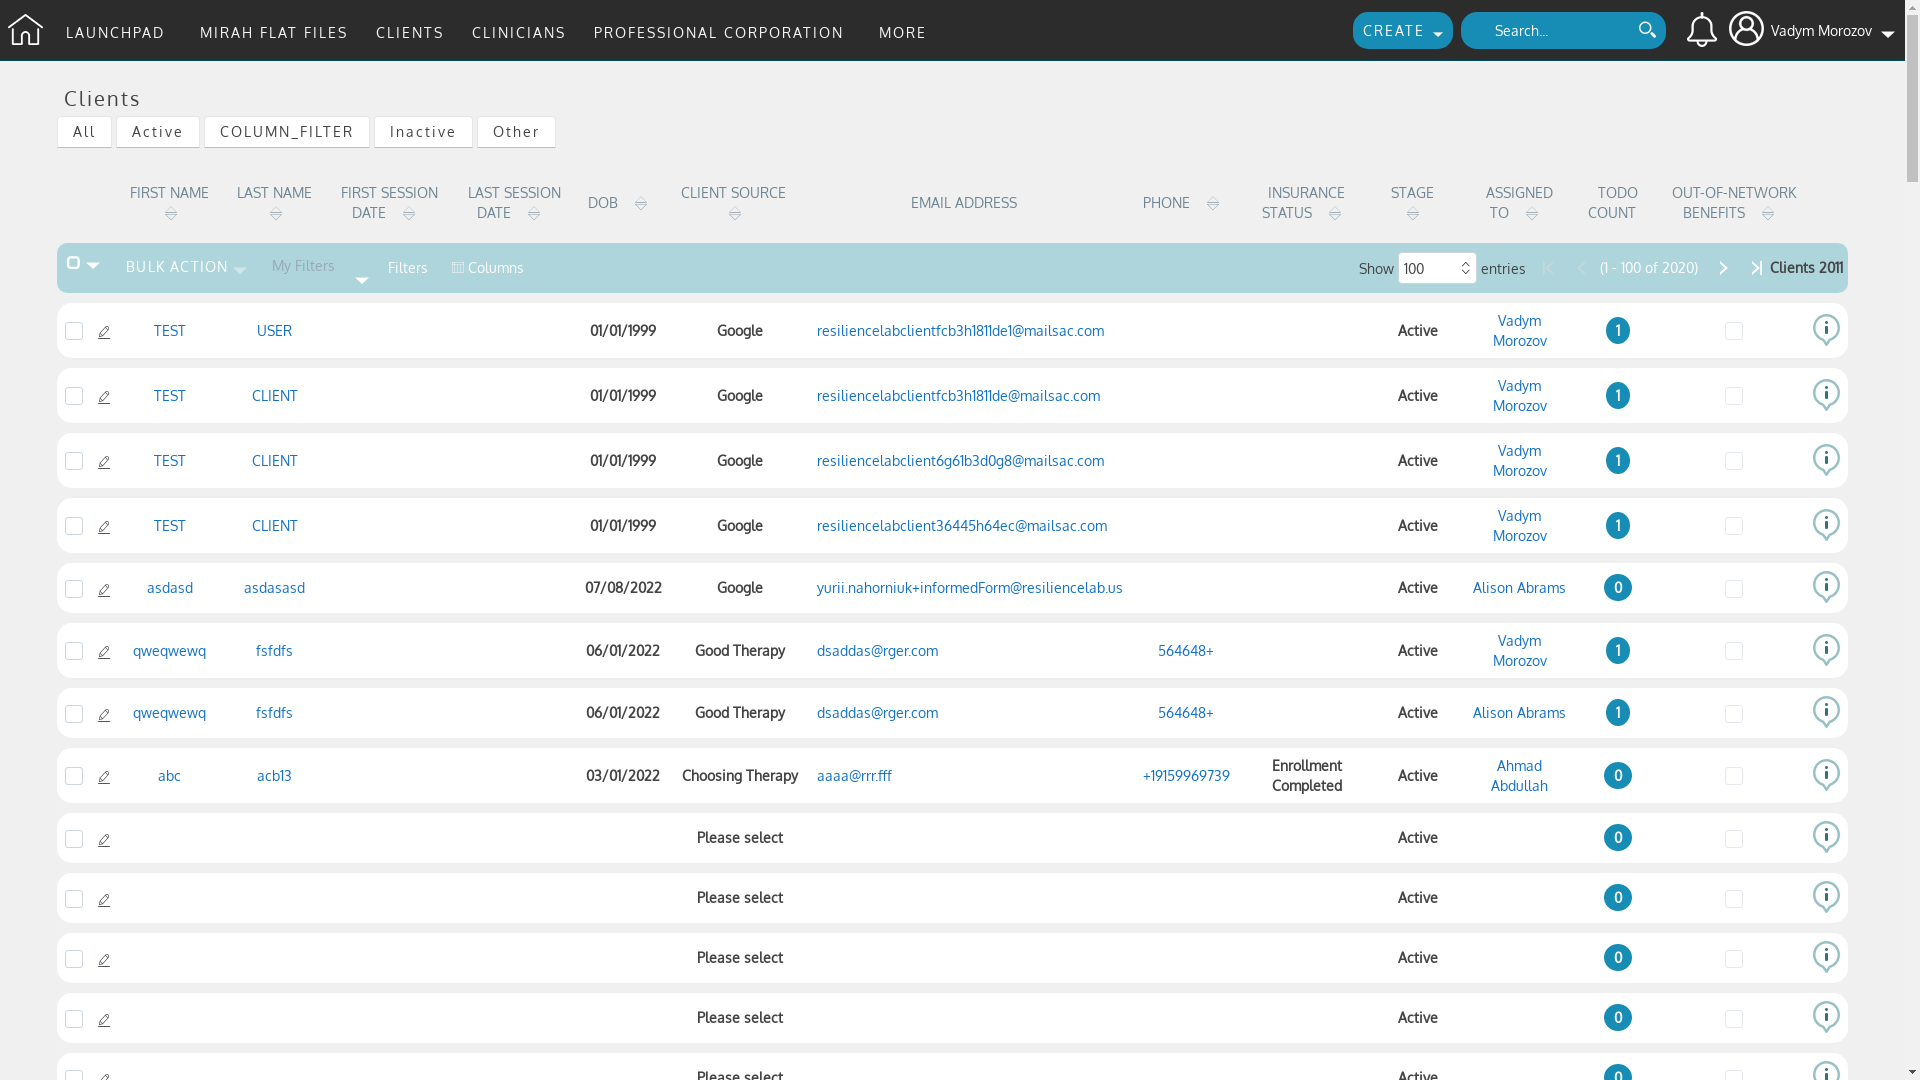 LAUNCHPAD MIRAH FLAT FILES CLIENTS CLINICIANS PROFESSIONAL CORPORATION MORE CREATE Search... Vadym Morozov
Clients
All Active COLUMN_FILTER Inactive Other
FIRST NAME LAST NAME FIRST SESSION DATE LAST SESSION DATE DOB CLIENT SOURCE EMAIL ADDRESS PHONE INSURANCE STATUS STAGE ASSIGNED TO TODO COUNT OUT-OF-NETWORK BENEFITS
BULK ACTION My Filters Filters Columns Show 100 entries (1 - 100 of 2020) Clients 2011
TEST USER 01/01/1999 Google resiliencelabclientfcb3h1811de1@mailsac.com Active Vadym Morozov 1
TEST CLIENT 01/01/1999 Google resiliencelabclientfcb3h1811de@mailsac.com Active Vadym Morozov 1
TEST CLIENT 01/01/1999 Google resiliencelabclient6g61b3d0g8@mailsac.com Active Vadym Morozov 1
TEST CLIENT 01/01/1999 Google resiliencelabclient36445h64ec@mailsac.com Active Vadym Morozov 1
asdasd asdasasd 07/08/2022 Google yurii.nahorniuk+informedForm@resiliencelab.us Active Alison Abrams 0
qweqwewq fsfdfs 06/01/2022 Good Therapy dsaddas@rger.com 564648+ Active Vadym Morozov 1
qweqwewq fsfdfs 06/01/2022 Good Therapy dsaddas@rger.com 564648+ Active Alison Abrams 1
abc acb13 03/01/2022 Choosing Therapy aaaa@rrr.fff +19159969739 Enrollment Completed Active Ahmad Abdullah 0
Please select Active 0
Please select Active 0
Please select Active 0
Please select Active 0
Please select Active 0